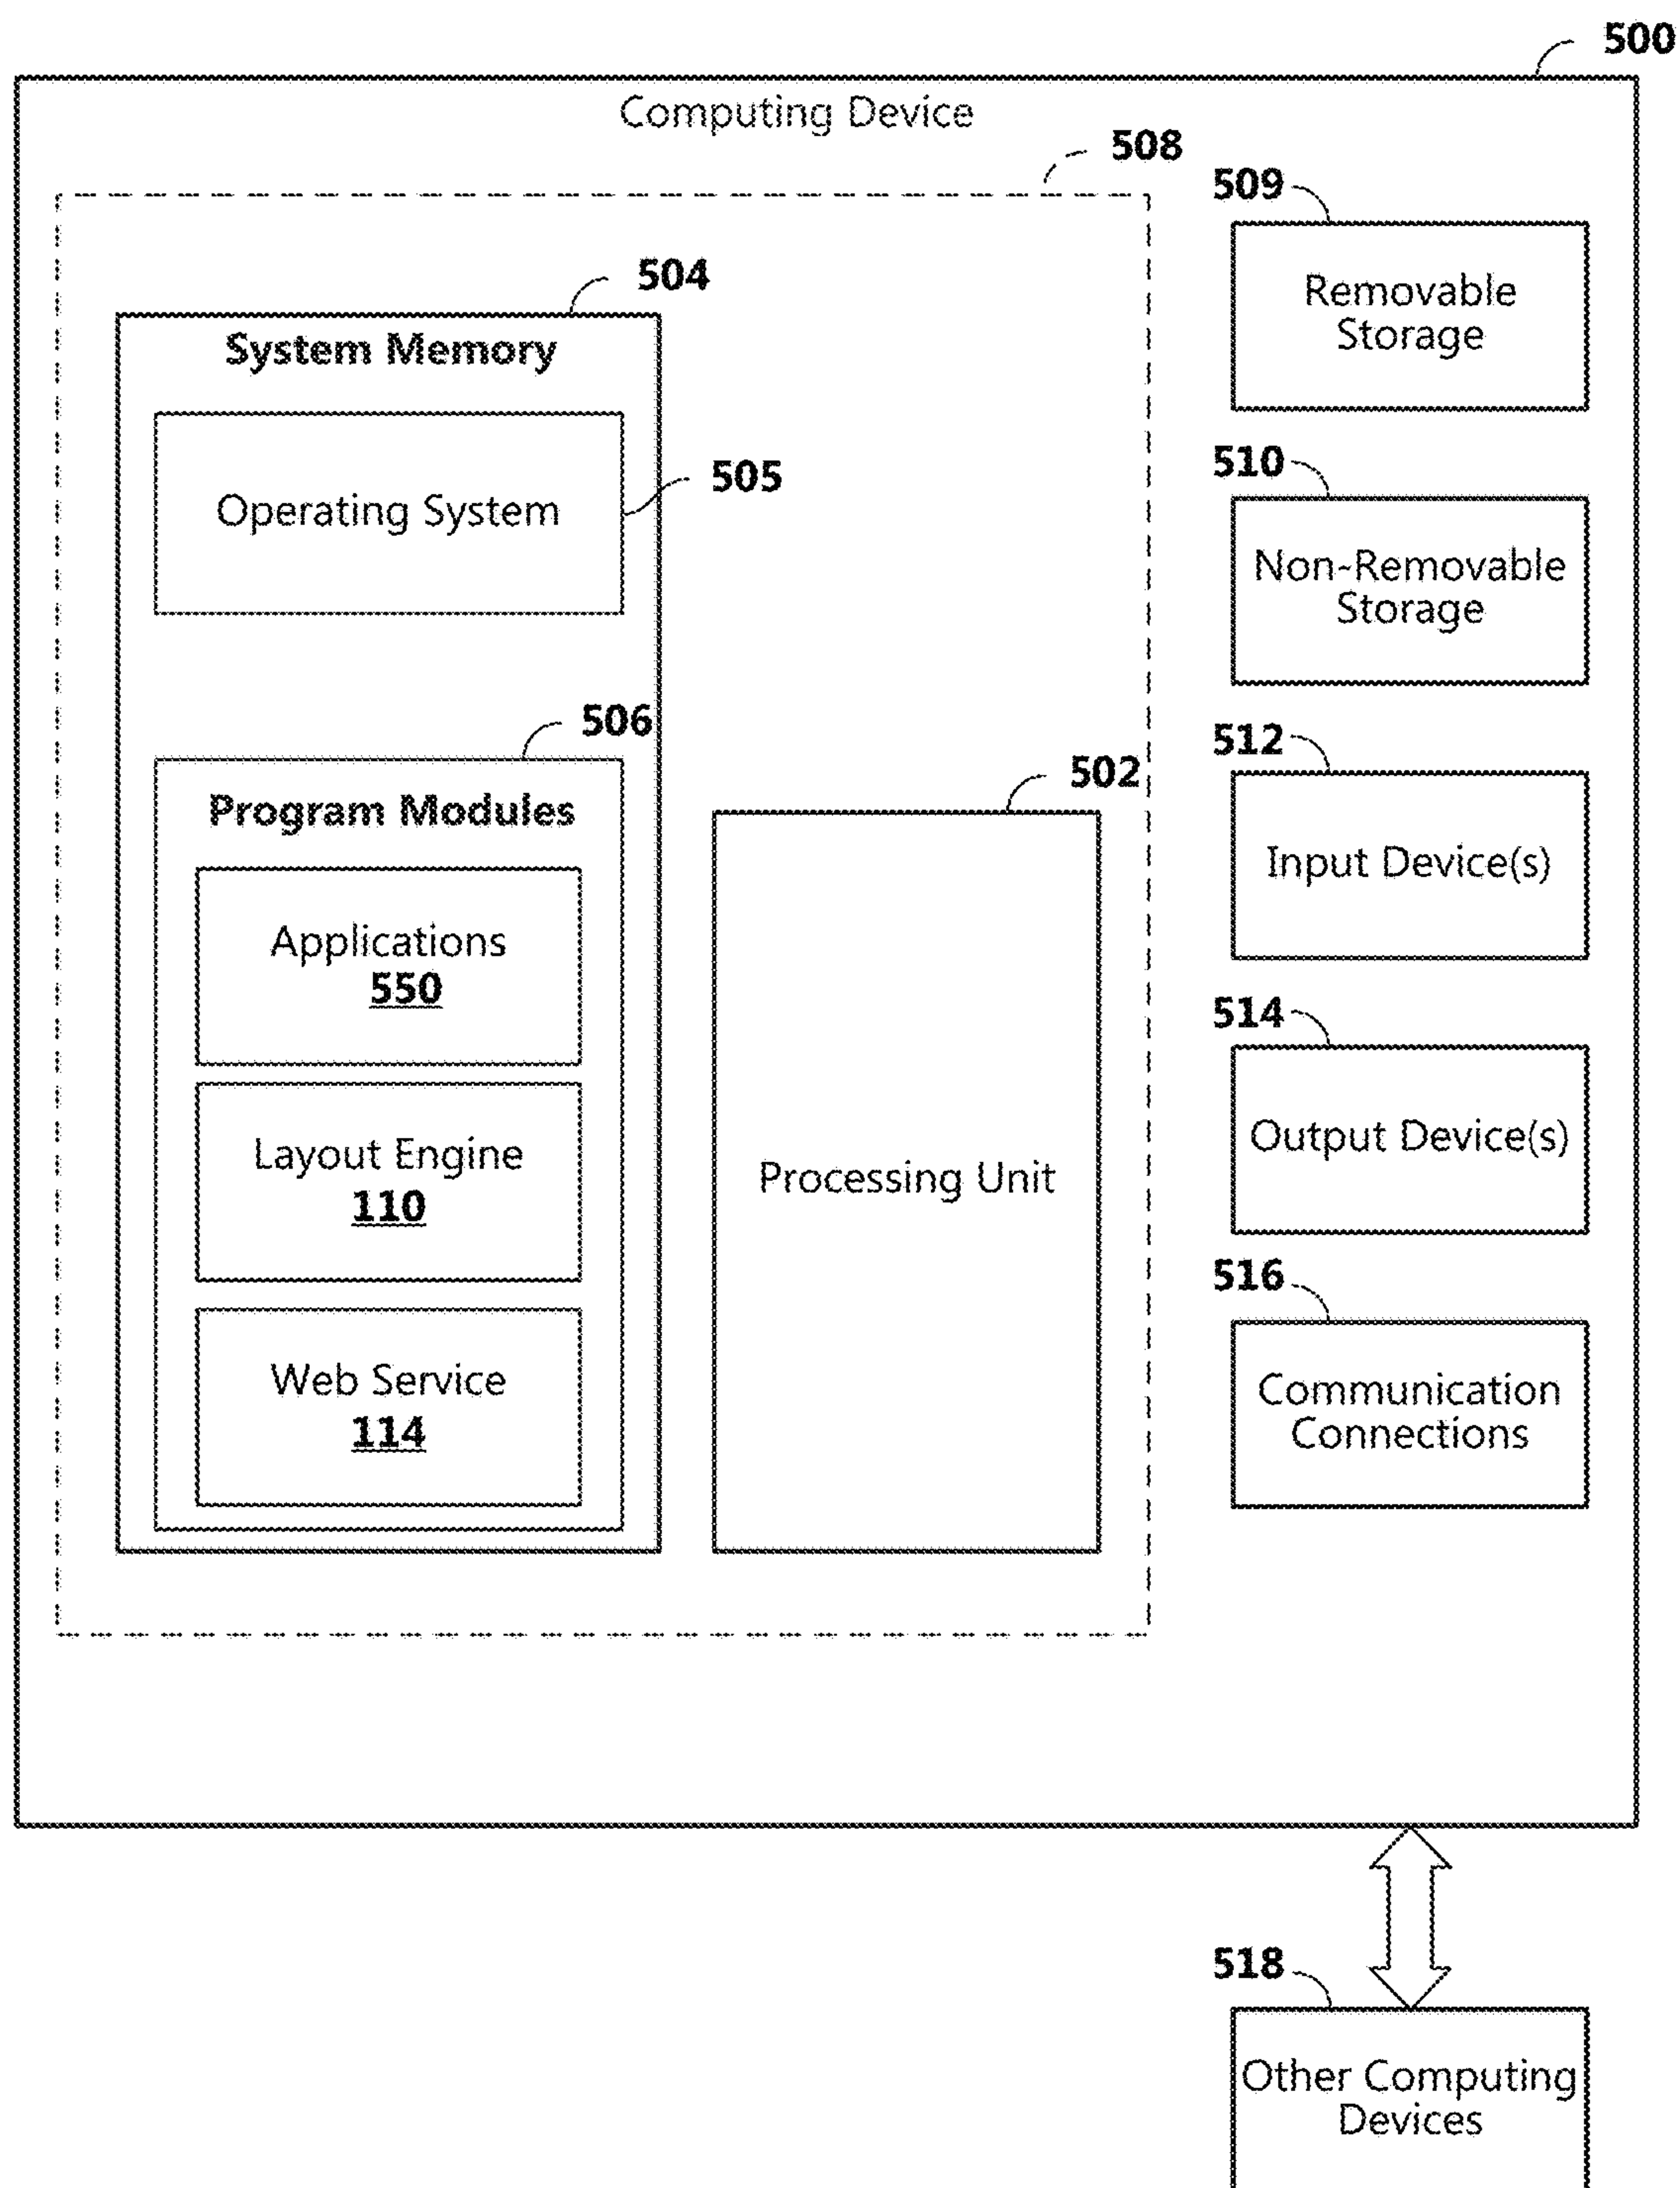 500
Computing Device
508
509
Removable
Storage
504
System Memory
Operating System
505
510
Non-Removable
Storage
506
Program Modules
Applications
550
Layout Engine
110
Web Service
114
502
Processing Unit
512
Input Device(s)
514
Output Device(s)
516
Communication
Connections
518
Other Computing
Devices